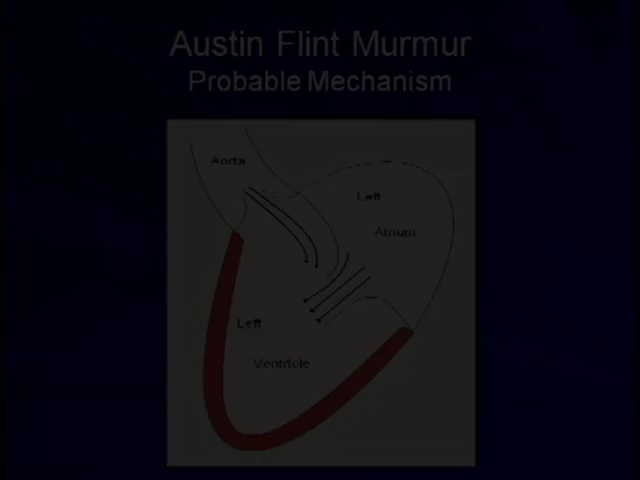 Austin Flint Murmur
Probable Mechanism
Aorta
Left
Atrium
Left
Ventricle